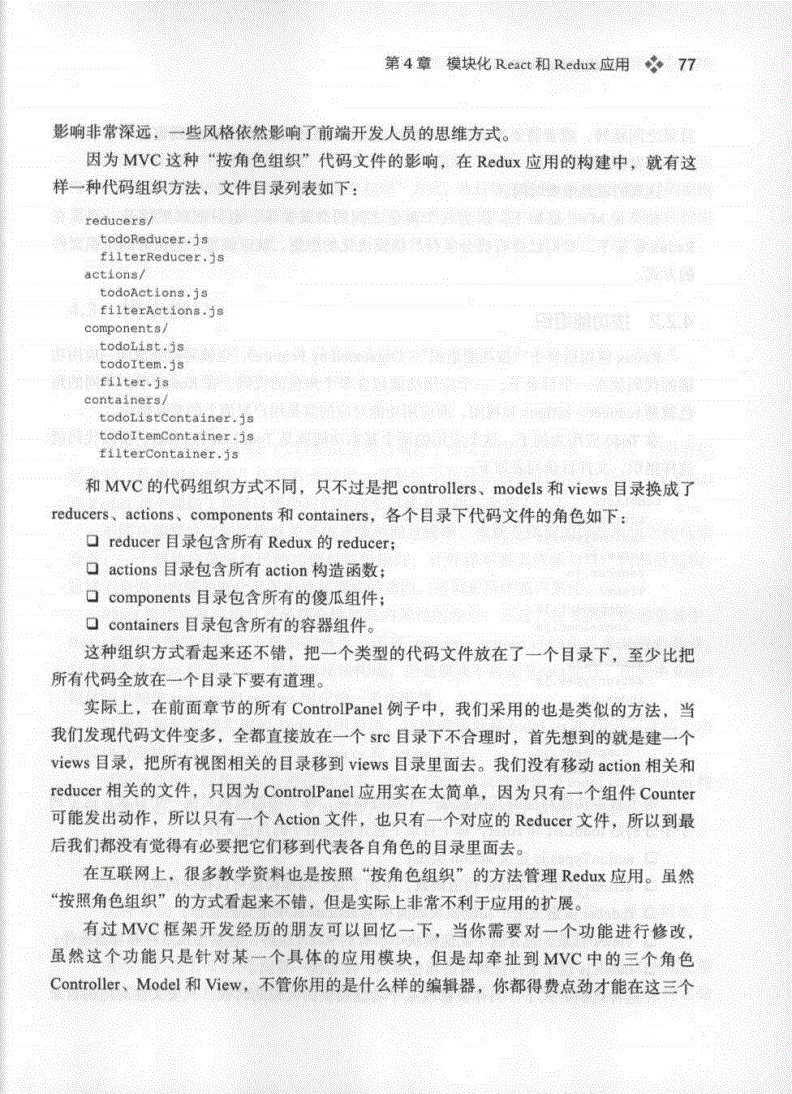 第4章 模块化 React 和 Redux 应用 77
影响非常深远，一些风格依然影响了前端开发人员的思维方式。
因为 MVC 这种“按角色组织”代码文件的影响，在 Redux 应用的构建中，就有这
样一种代码组织方法，文件目录列表如下：
reducers/
todoReducer.js
filterReducer.js
actions/
todoActions.js
filterActions.js
components/
todoList.js
todoItem.js
filter.js
containers/
todoListContainer.js
todoItemContainer.js
filterContainer.js
和 MVC 的代码组织方式不同，只不过是把 controllers、models 和 views 目录换成了
reducers、actions、components 和 containers，各个目录下代码文件的角色如下：
❑ reducer 目录包含所有 Redux 的 reducer；
❑ actions 目录包含所有 action 构造函数；
❑ components 目录包含所有的傻瓜组件；
❑ containers 目录包含所有的容器组件。
这种组织方式看起来还不错，把一个类型的代码文件放在了一个目录下，至少比把
所有代码全放在一个目录下要有道理。
实际上，在前面章节的所有 ControlPanel 例子中，我们采用的也是类似的方法，当
我们发现代码文件变多，全都直接放在一个 src 目录下不合理时，首先想到的就是建一个
views 目录，把所有视图相关的目录移到 views 目录里面去。我们没有移动 action 相关和
reducer 相关的文件，只因为 ControlPanel 应用实在太简单，因为只有一个组件 Counter
可能发出动作，所以只有一个 Action 文件，也只有一个对应的 Reducer 文件，所以到最
后我们都没有觉得有必要把它们移到代表各自角色的目录里面去。
在互联网上，很多教学资料也是按照“按角色组织”的方法管理 Redux 应用。虽然
“按照角色组织”的方式看起来不错，但是实际上非常不利于应用的扩展。
有过 MVC 框架开发经历的朋友可以回忆一下，当你需要对一个功能进行修改，
虽然这个功能只是针对某一个具体的应用模块，但是却牵扯到 MVC 中的三个角色
Controller、Model 和 View，不管你用的是什么样的编辑器，你都得费点劲才能在这三个